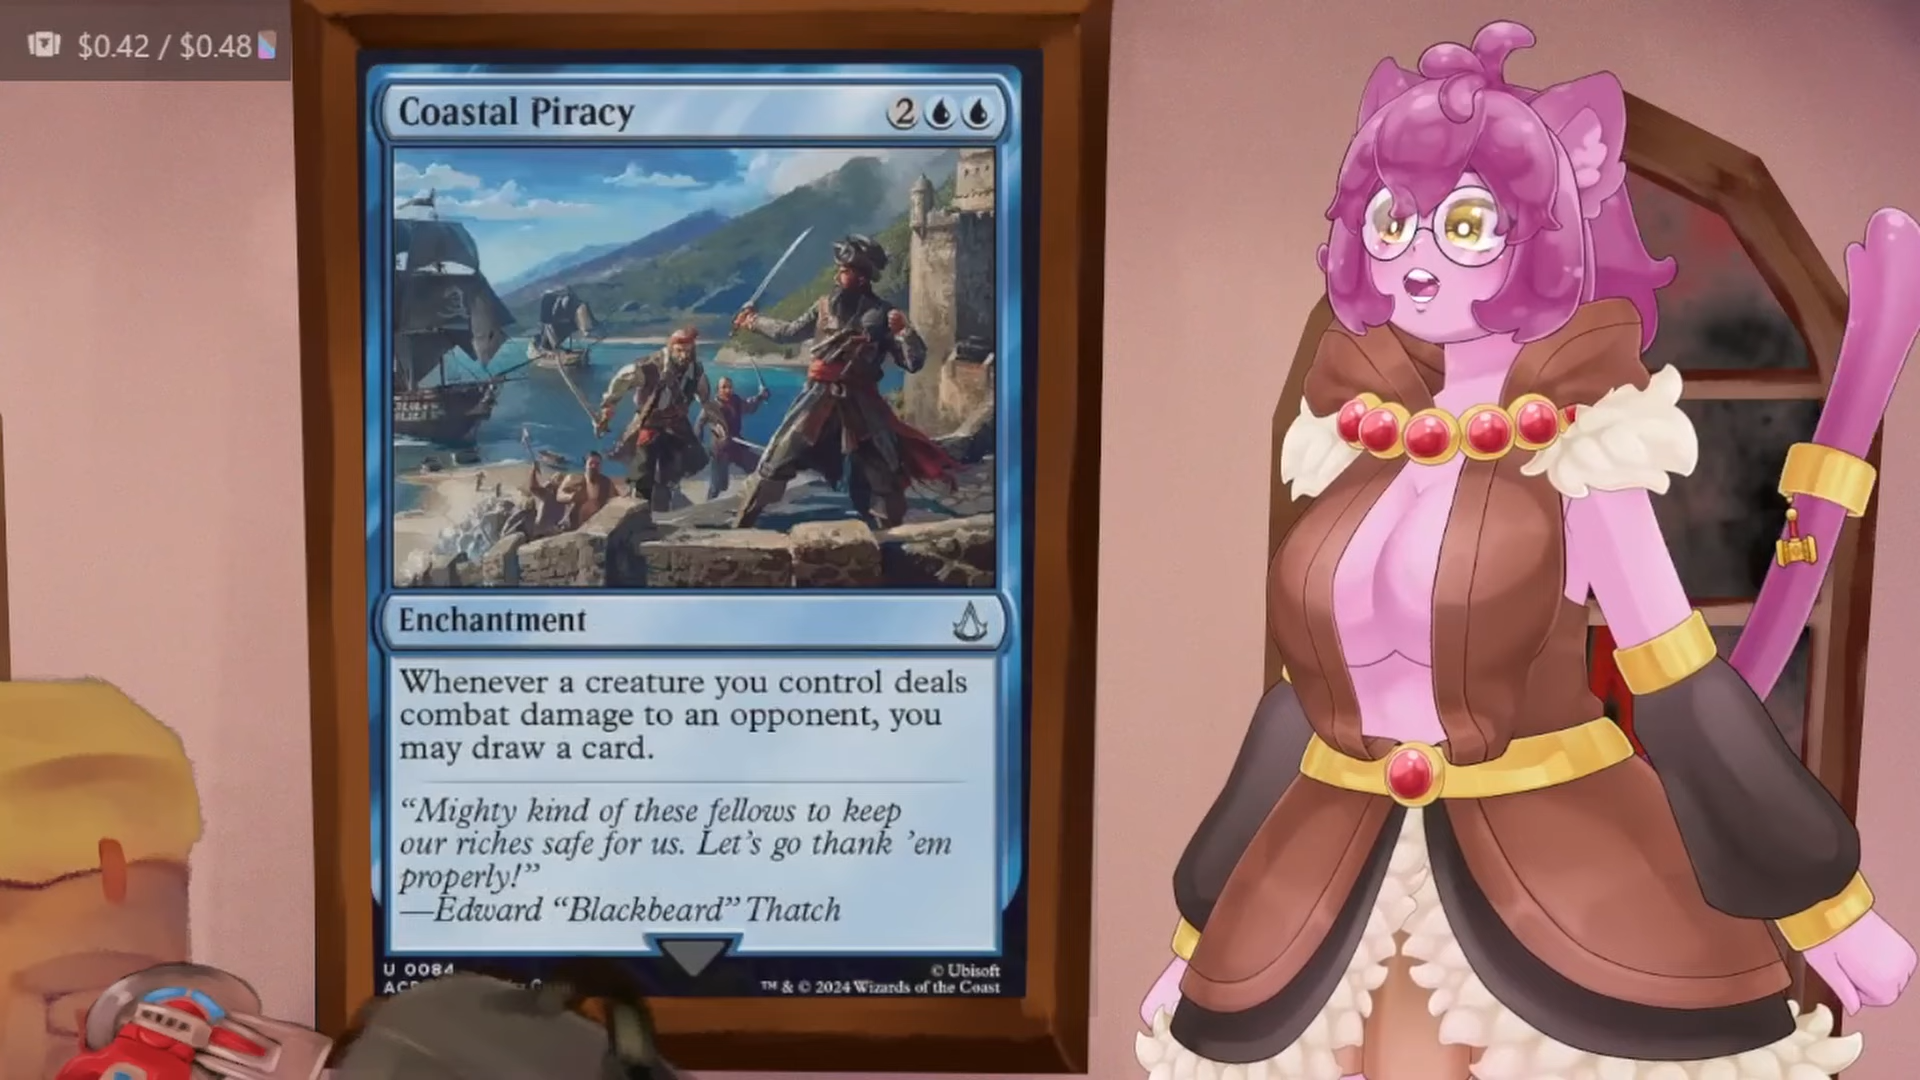 $0.42 / $0.48
Coastal Piracy 2
Enchantment
Whenever a creature you control deals
combat damage to an opponent, you
may draw a card.
“Mighty kind of these fellows to keep
our riches safe for us. Let’s go thank ’em
properly!”
—Edward “Blackbeard” Thatch
U 0084
© Ubisoft
™ & © 2024 Wizards of the Coast